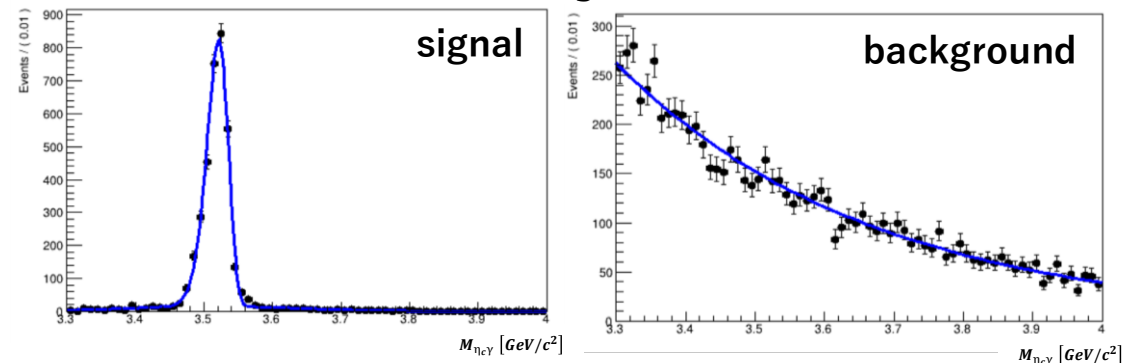 signal
Events / ( 0.01 )
900
800
700
600
500
400
300
200
100
0
3.3 3.4 3.5 3.6 3.7 3.8 3.9 4
M_{η_cγ} [GeV/c²]
background
Events / ( 0.01 )
300
250
200
150
100
50
0
3.3 3.4 3.5 3.6 3.7 3.8 3.9 4
M_{η_cγ} [GeV/c²]